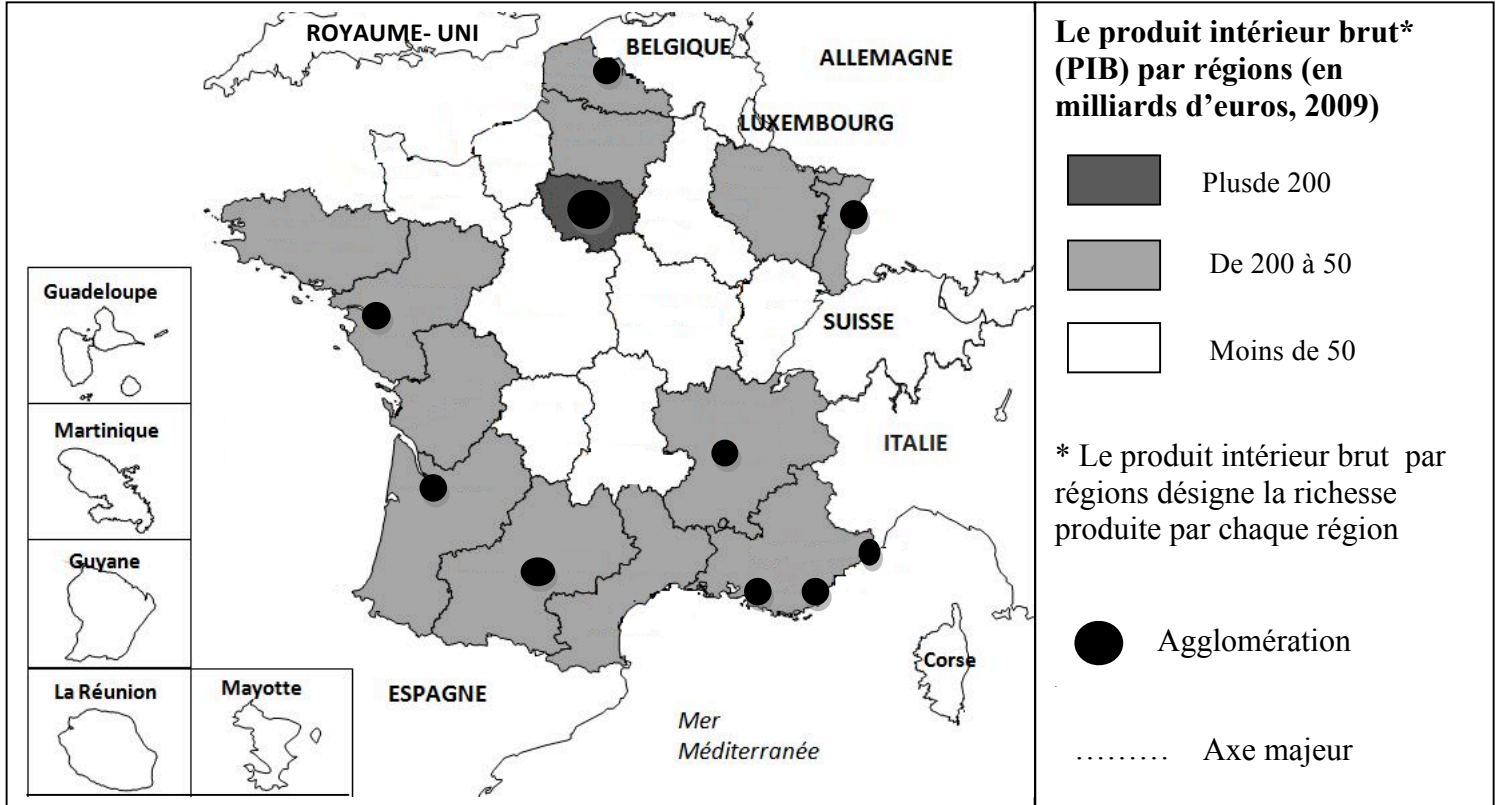 ROYAUME- UNI
BELGIQUE
ALLEMAGNE
LUXEMBOURG
SUISSE
ITALIE
Corse
ESPAGNE
Mer
Méditerranée
Guadeloupe
Martinique
Guyane
La Réunion
Mayotte
Le produit intérieur brut*
(PIB) par régions (en
milliards d’euros, 2009)
Plusde 200
De 200 à 50
Moins de 50
* Le produit intérieur brut par
régions désigne la richesse
produite par chaque région
Agglomération
......... Axe majeur